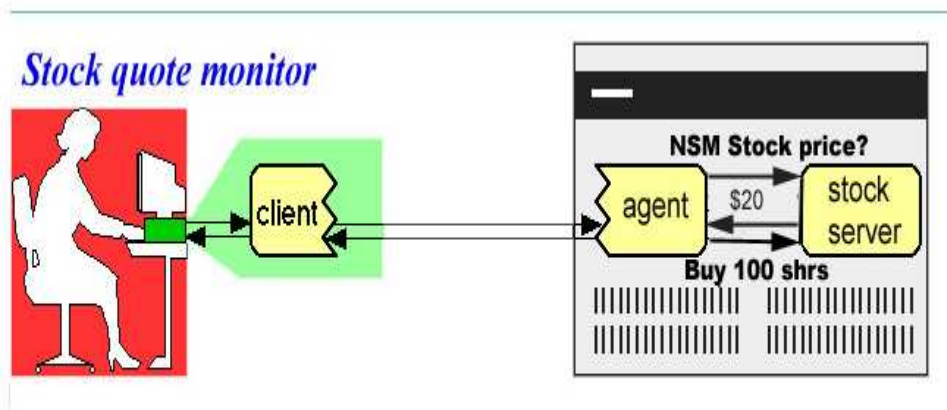 Stock quote monitor
NSM Stock price?
client
agent
$20
stock
server
Buy 100 shrs